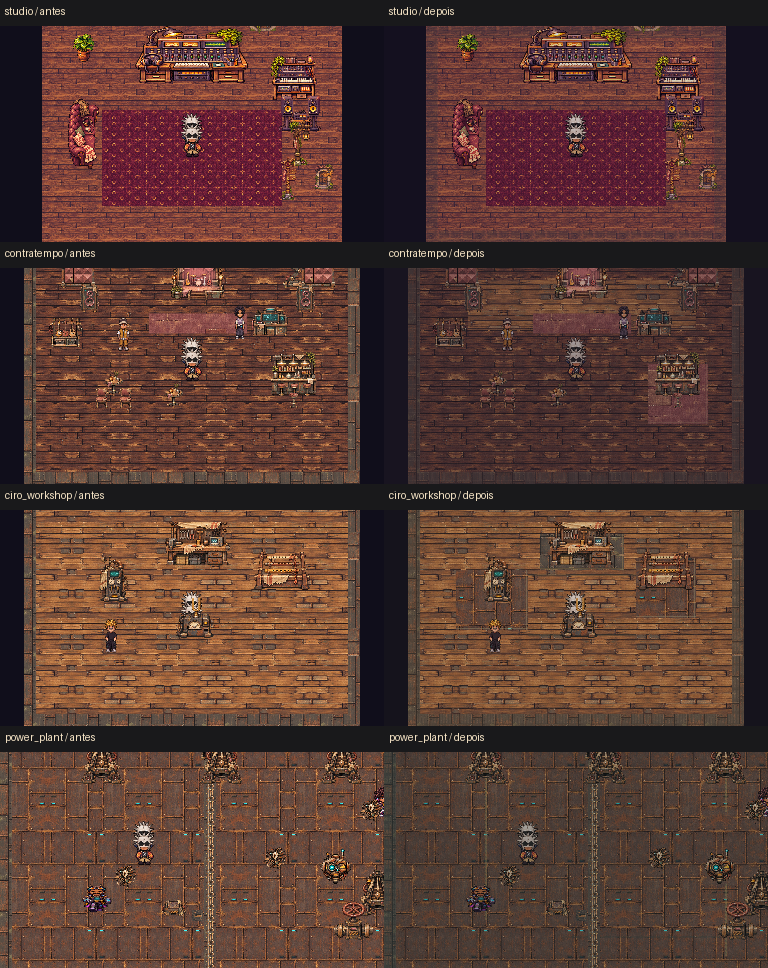 studio / antes
studio / depois
contratempo / antes
contratempo / depois
ciro_workshop / antes
ciro_workshop / depois
power_plant / antes
power_plant / depois